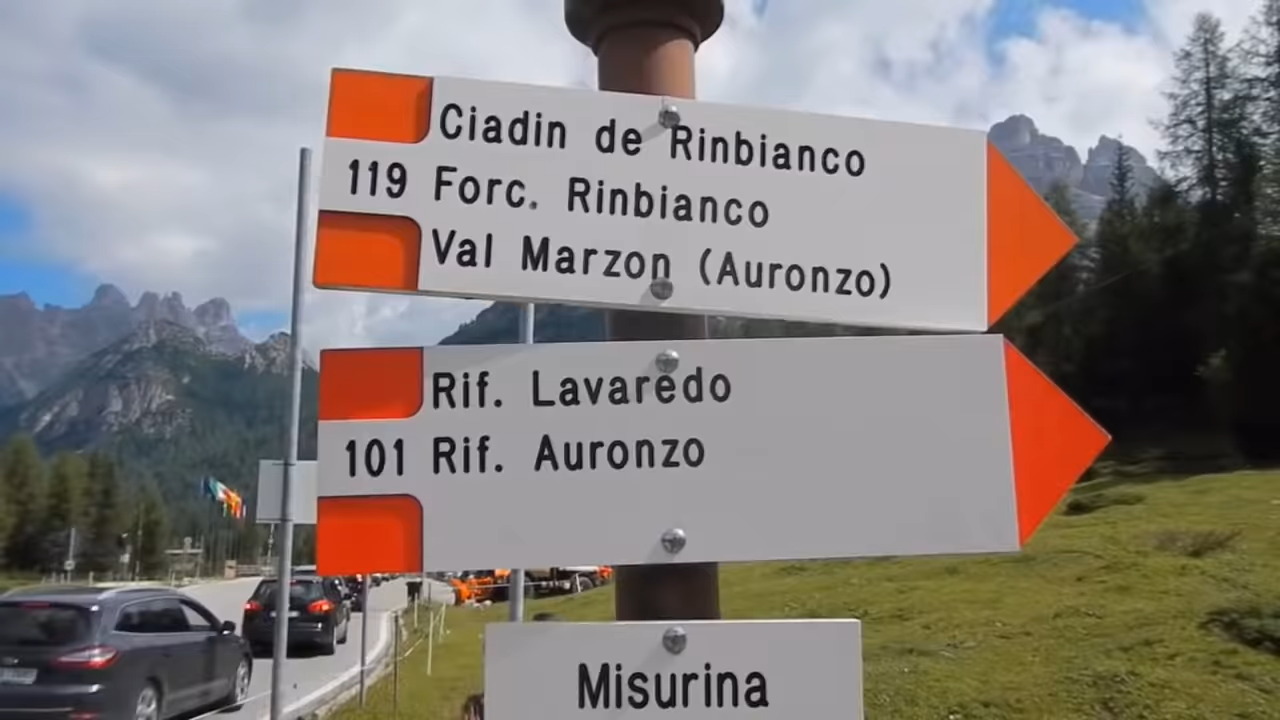 Ciadin de Rinbianco
119 Forc. Rinbianco
Val Marzon (Auronzo)
Rif. Lavaredo
101 Rif. Auronzo
Misurina